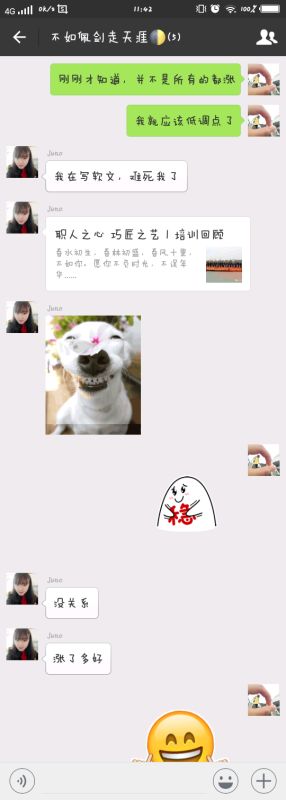 4G
0k/s
11:42
100%
不如佩剑走天涯🌗(5)
刚刚才知道，并不是所有的都涨
我就应该低调点了
Juno
我在写软文，难死我了
Juno
职人之心 巧匠之艺丨培训回顾
春水初生，春林初盛，春风十里，
不如你。愿你不负时光，不误年
华……
Juno
稳
Juno
没关系
Juno
涨了多好